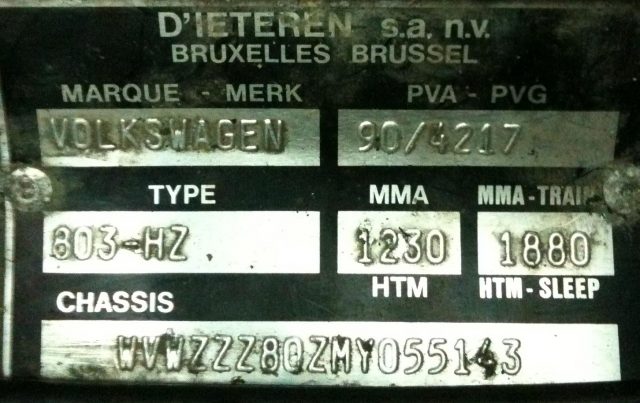 D'IETEREN s.a. n.v.
BRUXELLES BRUSSEL
MARQUE - MERK PVA - PVG
VOLKSWAGEN 90/4217
TYPE MMA MMA-TRAIN
803-HZ 1230 1880
HTM HTM-SLEEP
CHASSIS
WVWZZZ80ZMY055143